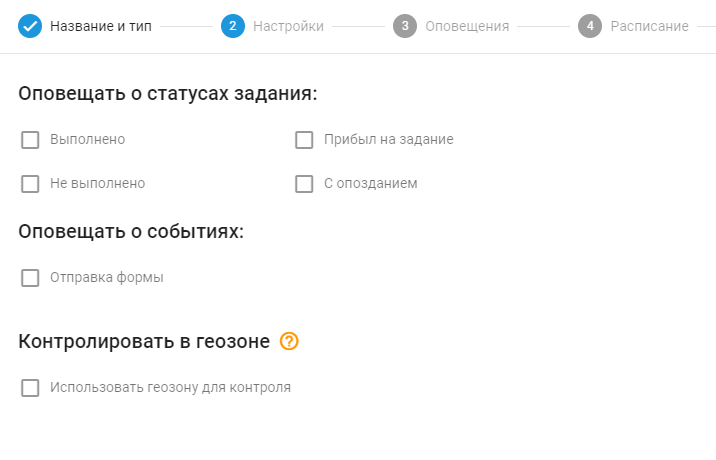 Название и тип 2 Настройки 3 Оповещения 4 Расписание
Оповещать о статусах задания:
Выполнено Прибыл на задание
Не выполнено С опозданием
Оповещать о событиях:
Отправка формы
Контролировать в геозоне ?
Использовать геозону для контроля